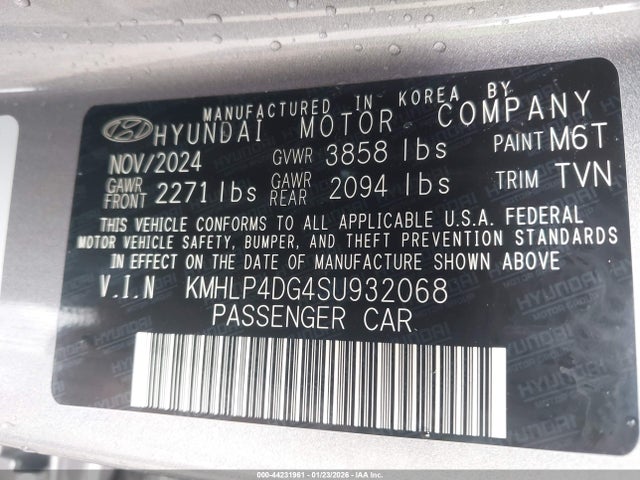 MANUFACTURED IN KOREA BY
HYUNDAI MOTOR COMPANY
NOV/2024 GVWR 3858 lbs PAINT M6T
GAWR FRONT 2271 lbs GAWR REAR 2094 lbs TRIM TVN
THIS VEHICLE CONFORMS TO ALL APPLICABLE U.S.A. FEDERAL
MOTOR VEHICLE SAFETY, BUMPER, AND THEFT PREVENTION STANDARDS
IN EFFECT ON THE DATE OF MANUFACTURE SHOWN ABOVE
V.I.N KMHLP4DG4SU932068
PASSENGER CAR
000-44231961 - 01/23/2026 - IAA, Inc.